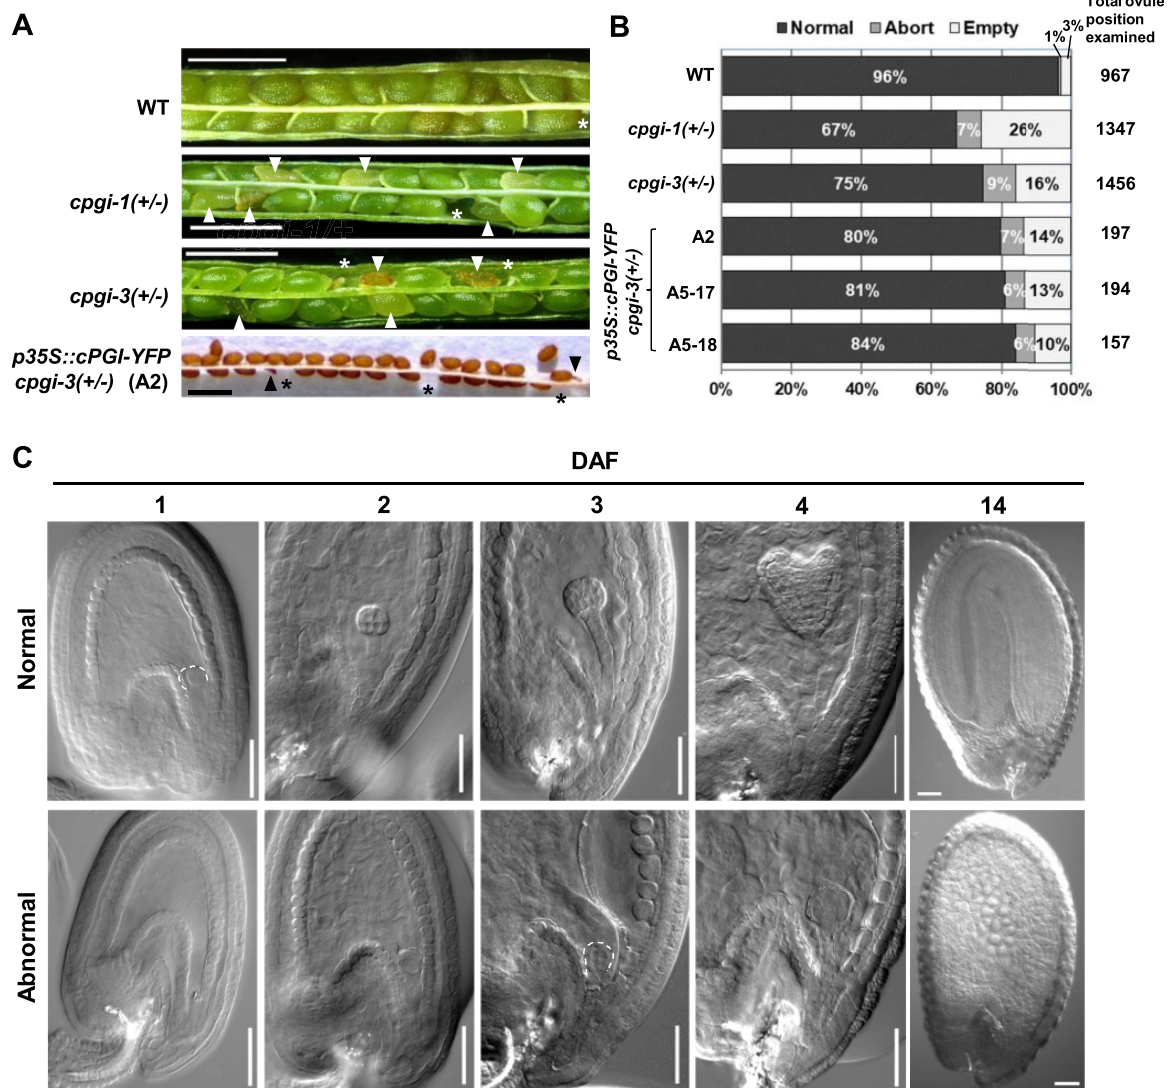 A
WT
*
cpgi-1(+/-)
*
cpgi-1/+
cpgi-3(+/-)
* *
p35S::cPGI-YFP
cpgi-3(+/-) (A2)
* * *
B
Normal Abort Empty
1% 3%
Total ovule
position
examined
WT 96% 967
cpgi-1(+/-) 67% 7% 26% 1347
cpgi-3(+/-) 75% 9% 16% 1456
p35S::cPGI-YFP
cpgi-3(+/-)
A2 80% 7% 14% 197
A5-17 81% 6% 13% 194
A5-18 84% 6% 10% 157
0% 20% 40% 60% 80% 100%
C
DAF
1 2 3 4 14
Normal
Abnormal